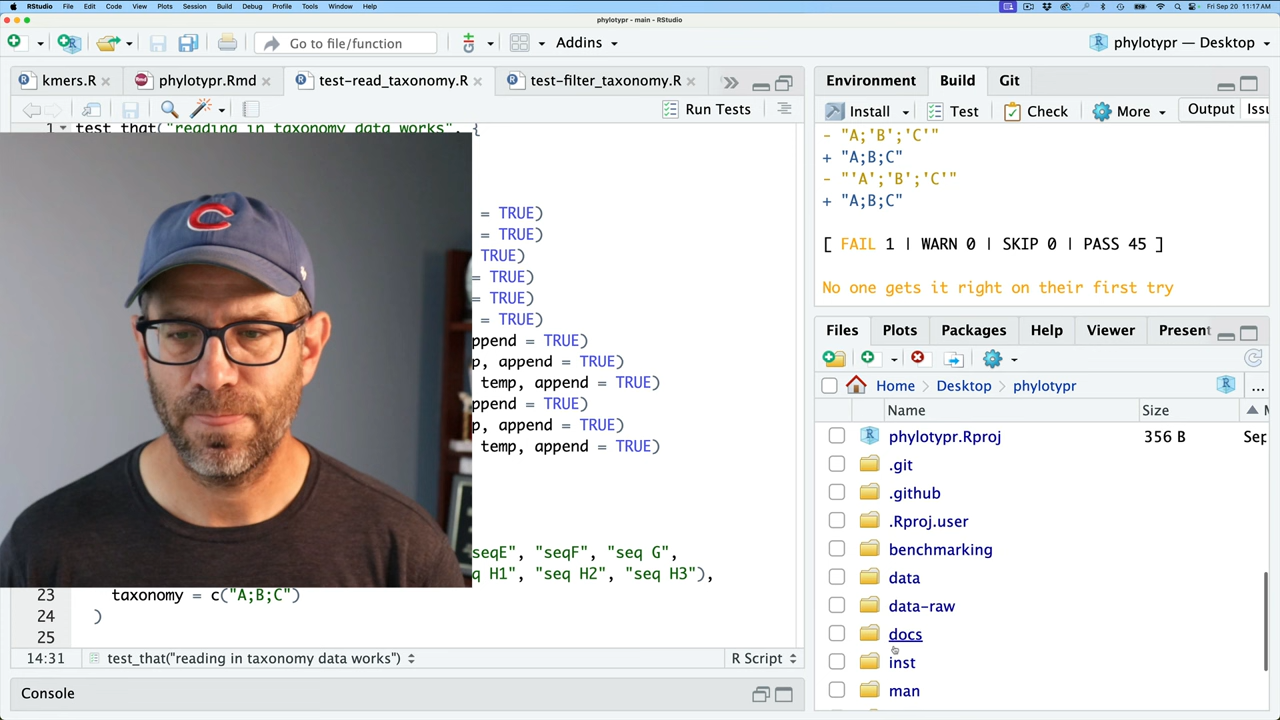 RStudio File Edit Code View Plots Session Build Debug Profile Tools Window Help Fri Sep 20 11:17AM
phylotypr - main - RStudio
Go to file/function Addins phylotypr — Desktop
kmers.R phylotypr.Rmd test-read_taxonomy.R test-filter_taxonomy.R
Run Tests
1 test_that("reading in taxonomy data works", {
= TRUE)
= TRUE)
TRUE)
= TRUE)
= TRUE)
= TRUE)
ppend = TRUE)
p, append = TRUE)
temp, append = TRUE)
ppend = TRUE)
p, append = TRUE)
temp, append = TRUE)
seqE", "seqF", "seq G",
q H1", "seq H2", "seq H3"),
23 taxonomy = c("A;B;C")
24 )
25
14:31 test_that("reading in taxonomy data works") R Script
Console
Environment Build Git
Install Test Check More Output Issu
- "A;'B';'C'"
+ "A;B;C"
- "'A';'B';'C'"
+ "A;B;C"
[ FAIL 1 | WARN 0 | SKIP 0 | PASS 45 ]
No one gets it right on their first try
Files Plots Packages Help Viewer Present
Home Desktop phylotypr ...
Name Size M
phylotypr.Rproj 356 B Sep
.git
.github
.Rproj.user
benchmarking
data
data-raw
docs
inst
man
C